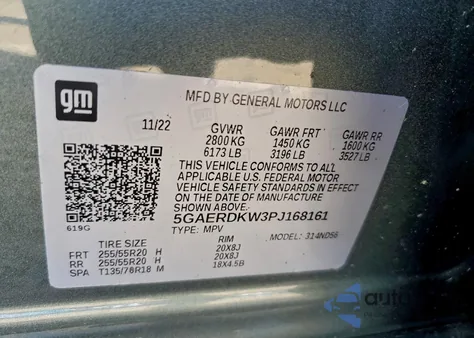 gm
MFD BY GENERAL MOTORS LLC
11/22 GVWR GAWR FRT GAWR RR
2800 KG 1450 KG 1600 KG
6173 LB 3196 LB 3527 LB
THIS VEHICLE CONFORMS TO ALL
APPLICABLE U.S. FEDERAL MOTOR
VEHICLE SAFETY STANDARDS IN EFFECT
ON THE DATE OF MANUFACTURE
SHOWN ABOVE.
5GAERDKW3PJ168161
619G
TYPE: MPV MODEL: 314ND56
TIRE SIZE RIM
FRT 255/55R20 H 20X8J
RR 255/55R20 H 20X8J
SPA T135/70R18 M 18X4.5B